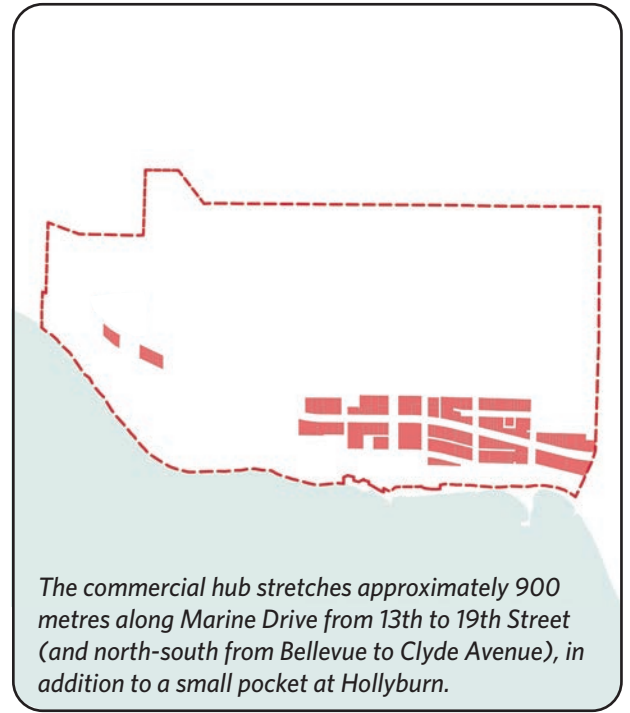 The commercial hub stretches approximately 900
metres along Marine Drive from 13th to 19th Street
(and north-south from Bellevue to Clyde Avenue), in
addition to a small pocket at Hollyburn.